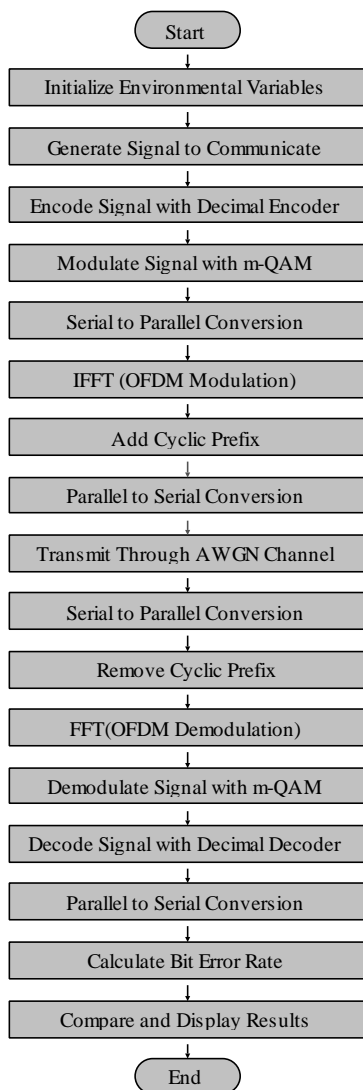 Start
Initialize Environmental Variables
Generate Signal to Communicate
Encode Signal with Decimal Encoder
Modulate Signal with m-QAM
Serial to Parallel Conversion
IFFT (OFDM Modulation)
Add Cyclic Prefix
Parallel to Serial Conversion
Transmit Through AWGN Channel
Serial to Parallel Conversion
Remove Cyclic Prefix
FFT(OFDM Demodulation)
Demodulate Signal with m-QAM
Decode Signal with Decimal Decoder
Parallel to Serial Conversion
Calculate Bit Error Rate
Compare and Display Results
End